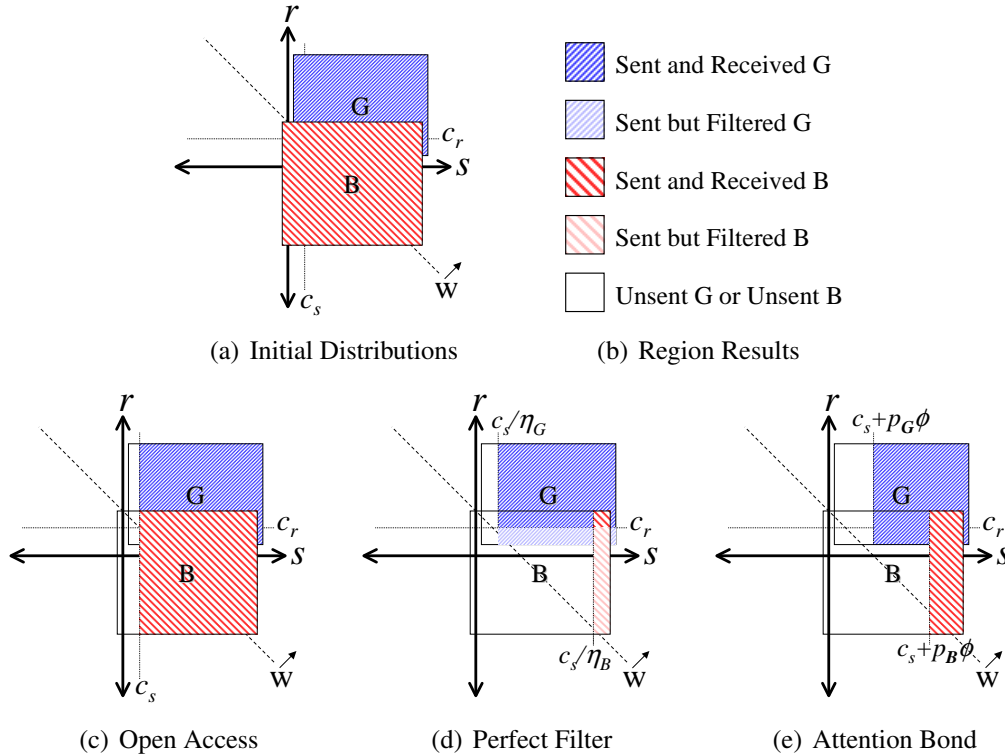 r
G
c_r
s
B
c_s
W
(a) Initial Distributions
Sent and Received G
Sent but Filtered G
Sent and Received B
Sent but Filtered B
Unsent G or Unsent B
(b) Region Results
r
G
c_r
s
B
c_s
W
(c) Open Access
r
c_s/η_G
G
c_r
s
B
c_s/η_B
W
(d) Perfect Filter
r
c_s+p_Gϕ
G
c_r
s
B
c_s+p_Bϕ
W
(e) Attention Bond